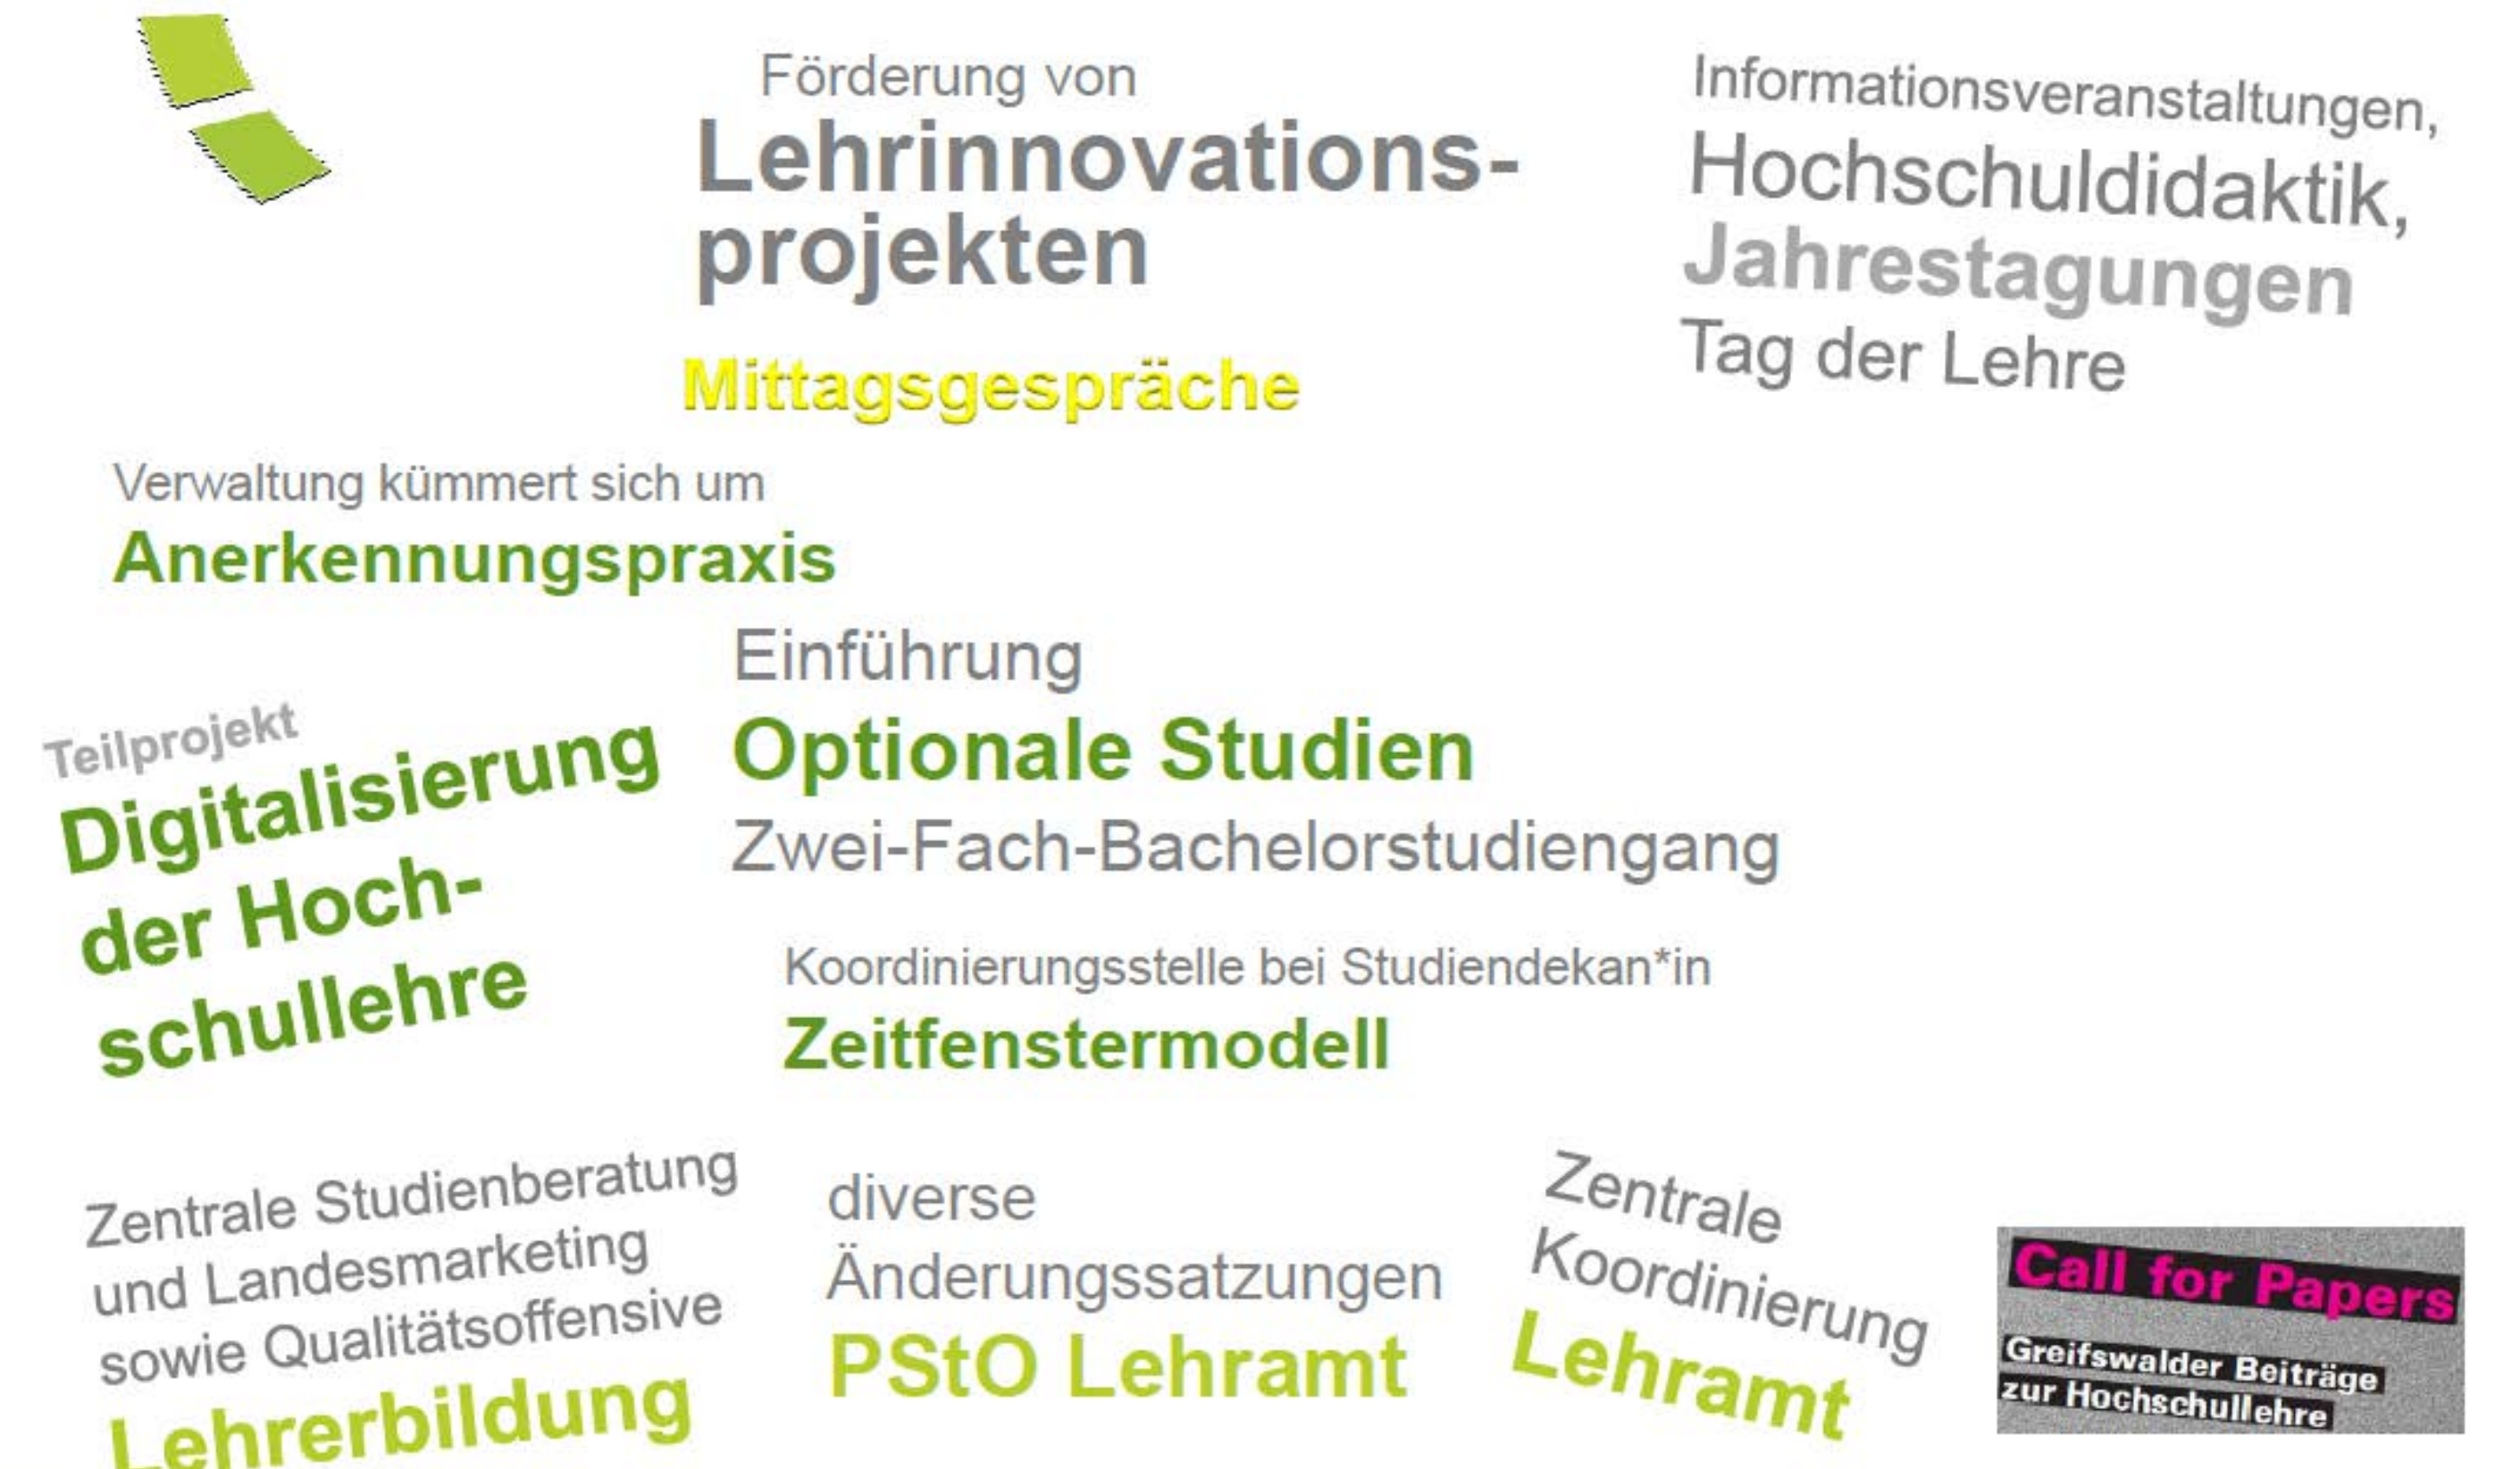 Förderung von
Lehrinnovations-
projekten
Informationsveranstaltungen,
Hochschuldidaktik,
Jahrestagungen
Tag der Lehre
Mittagsgespräche
Verwaltung kümmert sich um
Anerkennungspraxis
Einführung
Optionale Studien
Zwei-Fach-Bachelorstudiengang
Teilprojekt
Digitalisierung
der Hoch-
schullehre
Koordinierungsstelle bei Studiendekan*in
Zeitfenstermodell
Zentrale Studienberatung
und Landesmarketing
sowie Qualitätsoffensive
Lehrerbildung
diverse
Änderungssatzungen
PStO Lehramt
Zentrale
Koordinierung
Lehramt
Call for Papers
Greifswalder Beiträge
zur Hochschullehre